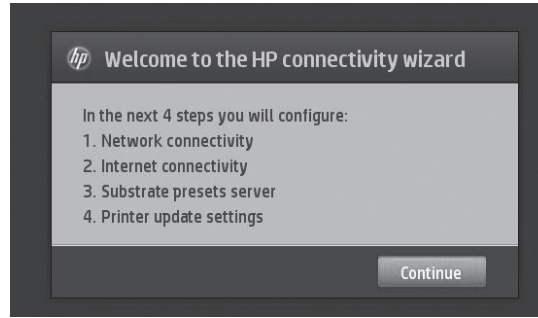 hp Welcome to the HP connectivity wizard
In the next 4 steps you will configure:
1. Network connectivity
2. Internet connectivity
3. Substrate presets server
4. Printer update settings
Continue